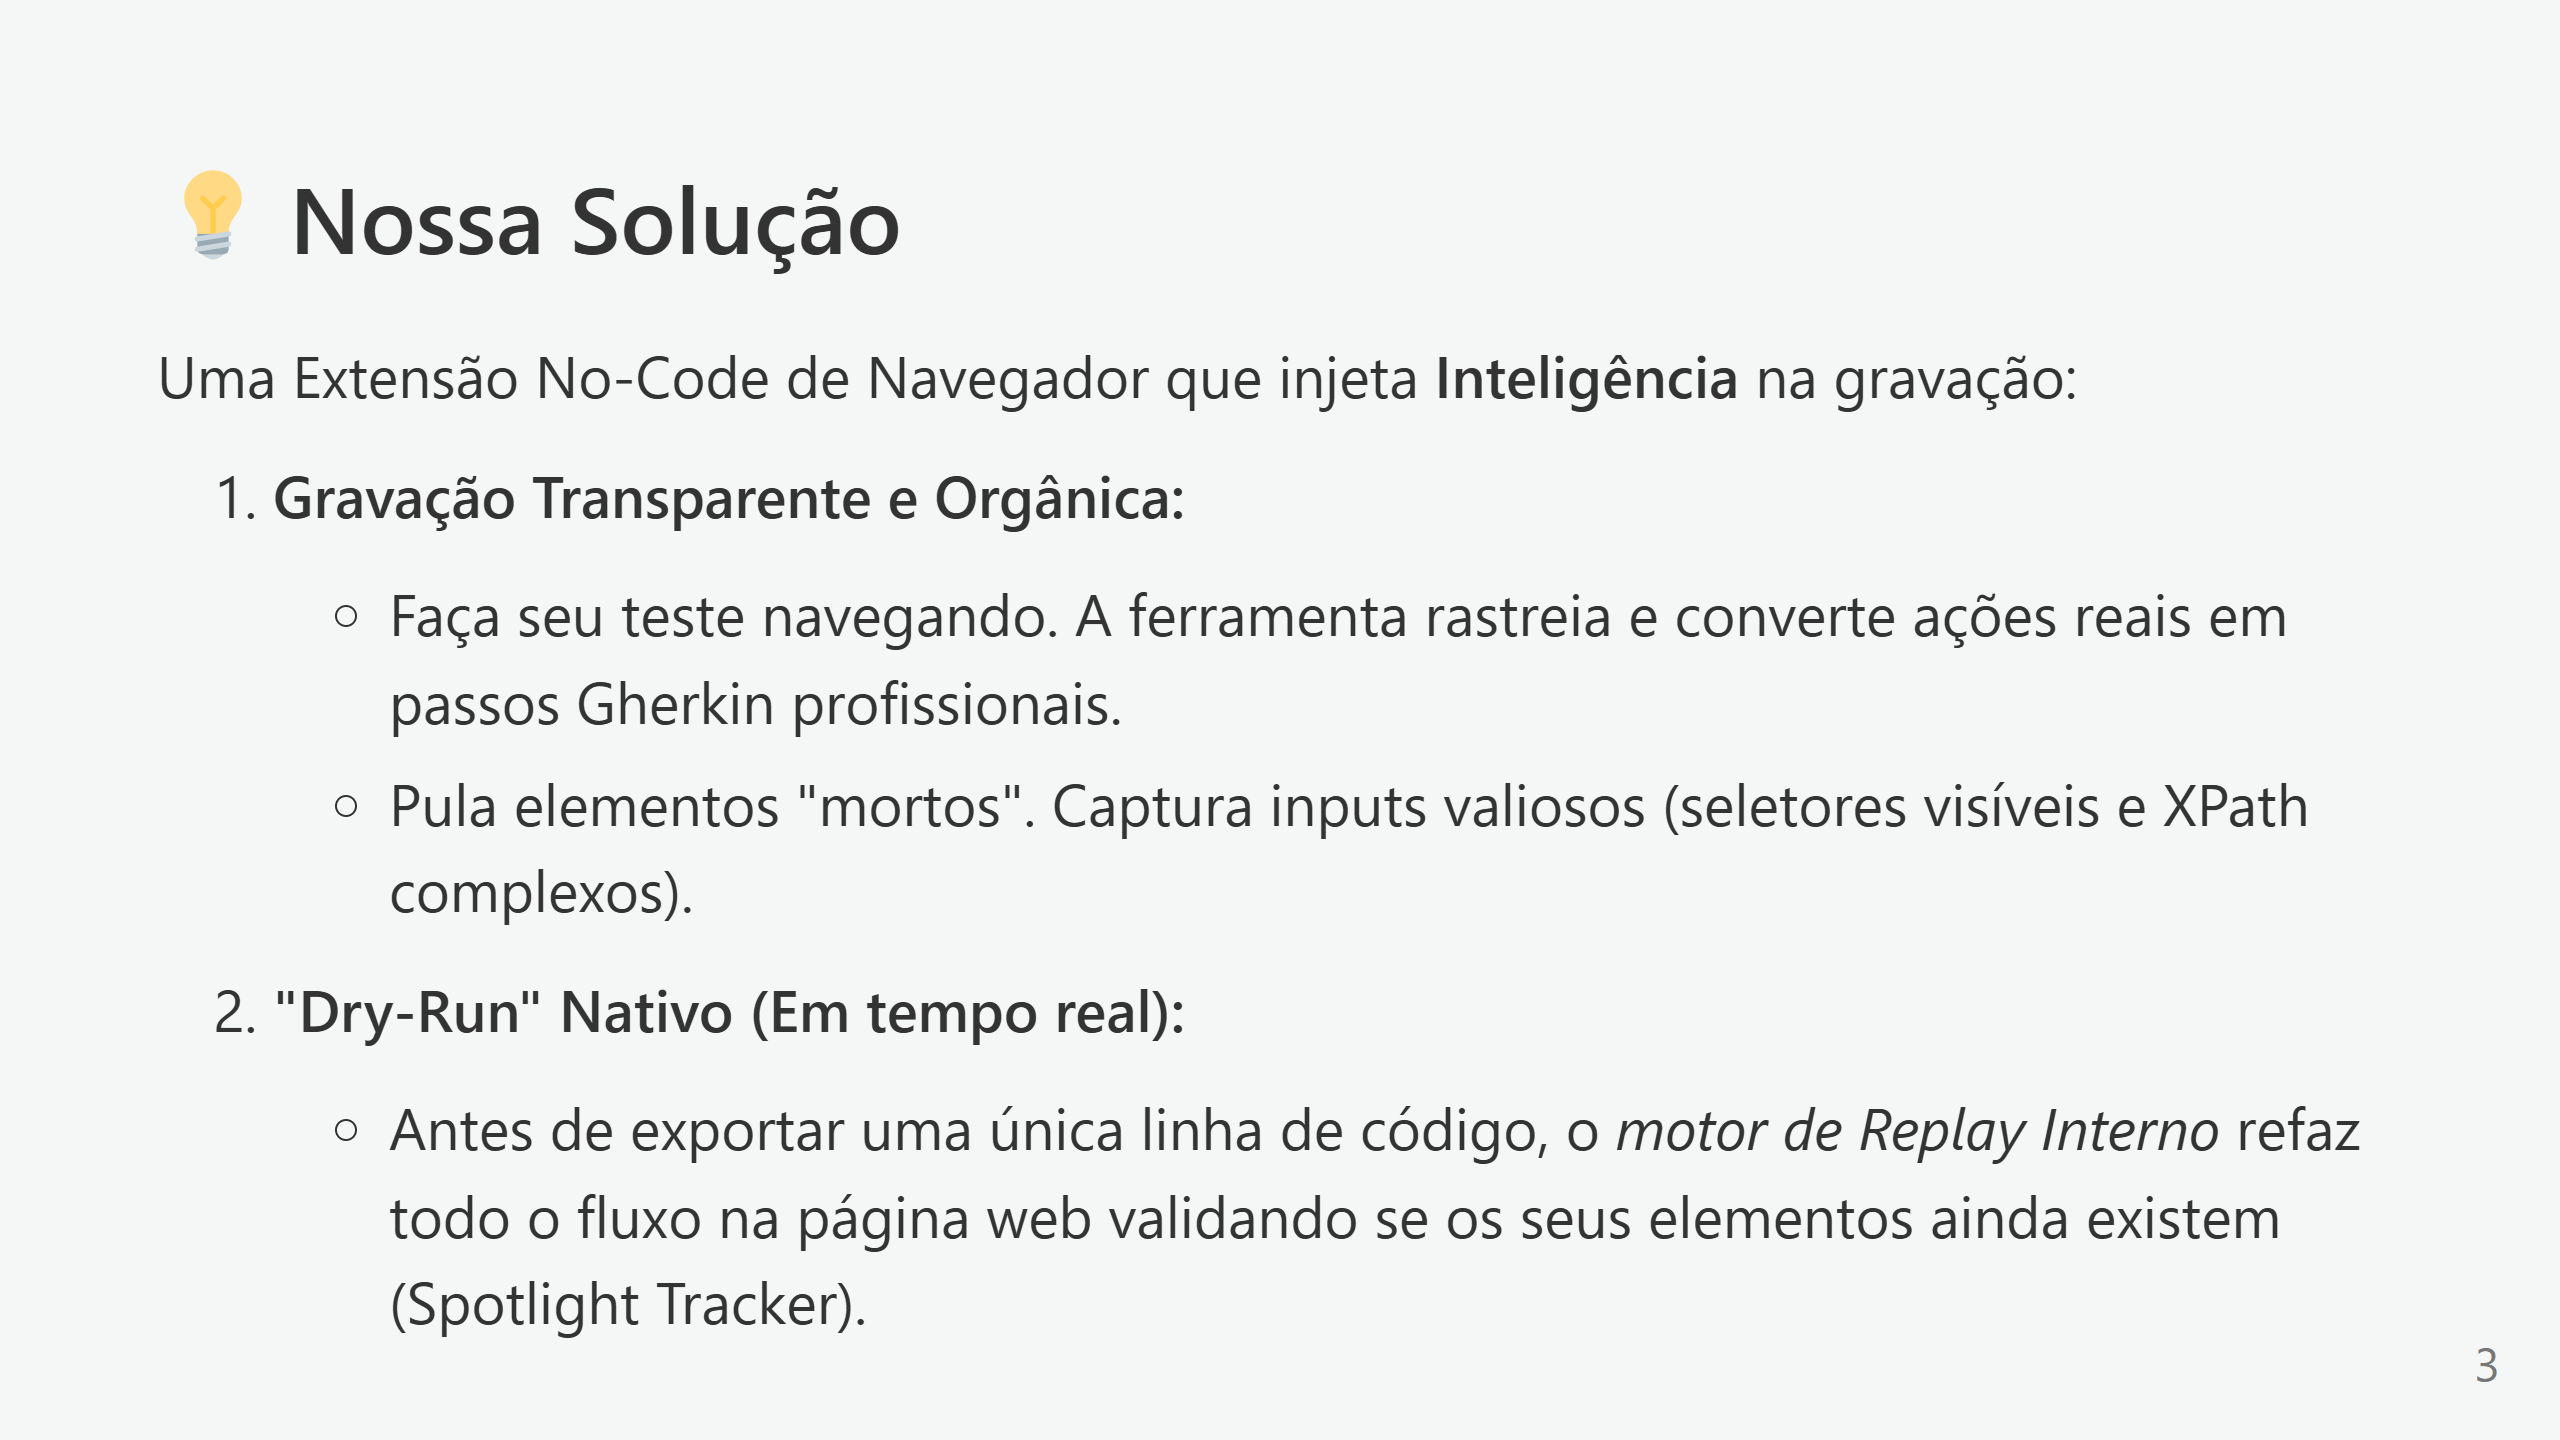 Nossa Solução
Uma Extensão No-Code de Navegador que injeta Inteligência na gravação:
1. Gravação Transparente e Orgânica:
Faça seu teste navegando. A ferramenta rastreia e converte ações reais em
passos Gherkin profissionais.
Pula elementos "mortos". Captura inputs valiosos (seletores visíveis e XPath
complexos).
2. "Dry-Run" Nativo (Em tempo real):
Antes de exportar uma única linha de código, o motor de Replay Interno refaz
todo o fluxo na página web validando se os seus elementos ainda existem
(Spotlight Tracker).
3